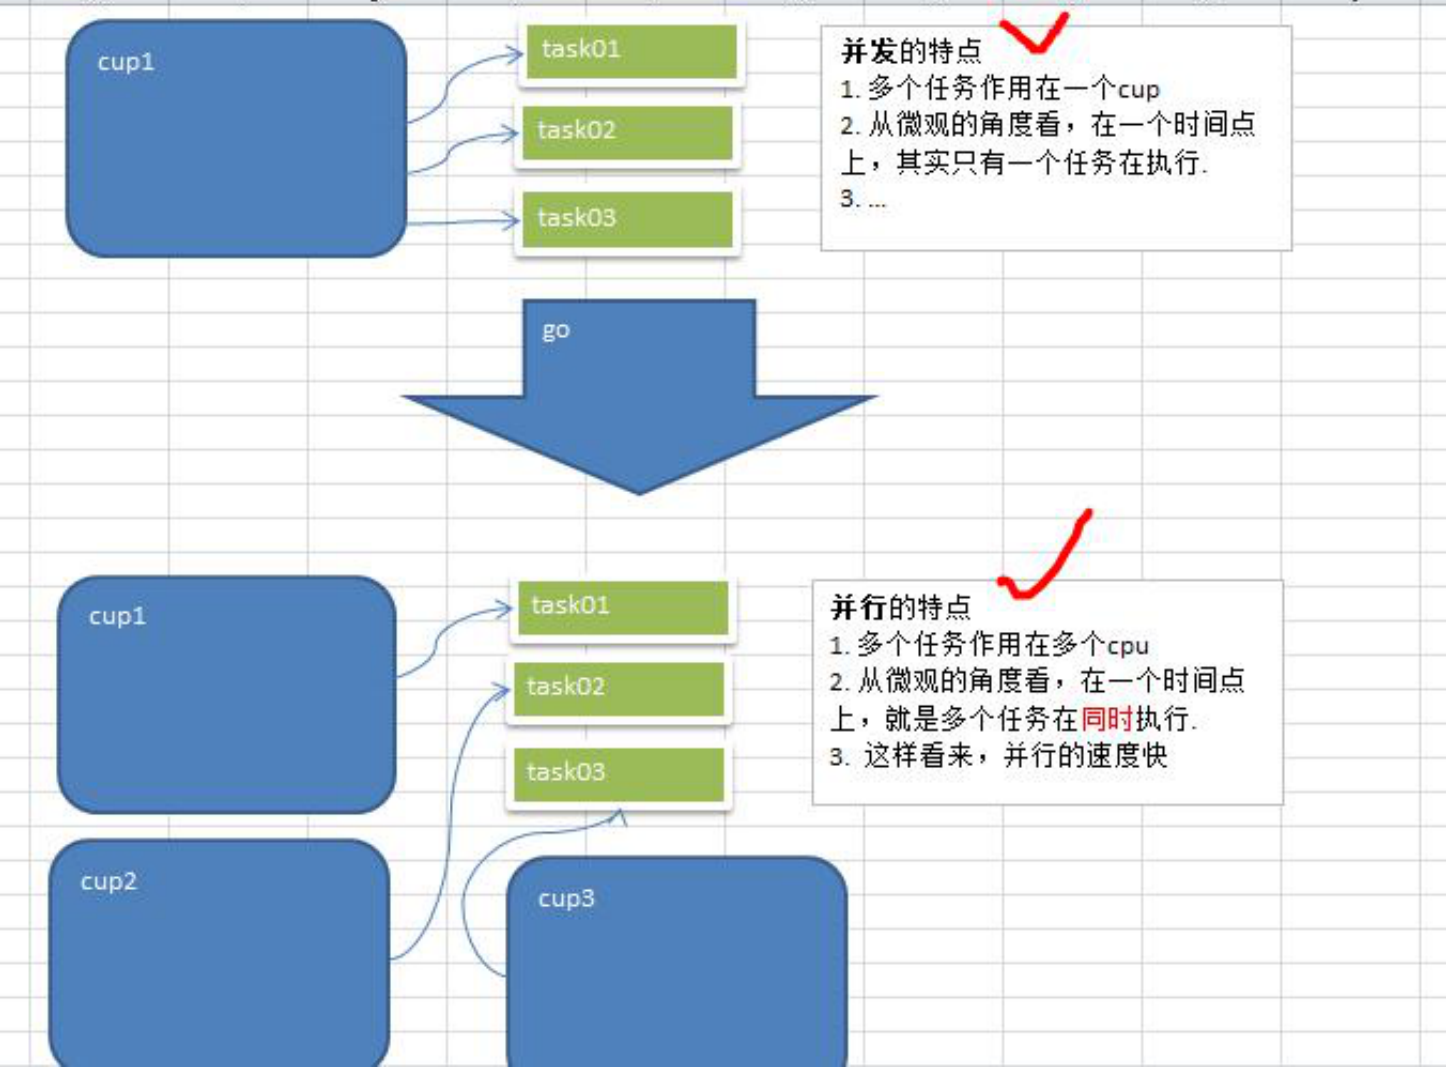 cup1
task01
task02
task03
并发的特点
1. 多个任务作用在一个cup
2. 从微观的角度看，在一个时间点
上，其实只有一个任务在执行.
3. ...
go
cup1
task01
task02
task03
并行的特点
1. 多个任务作用在多个cpu
2. 从微观的角度看，在一个时间点
上，就是多个任务在同时执行.
3. 这样看来，并行的速度快
cup2
cup3